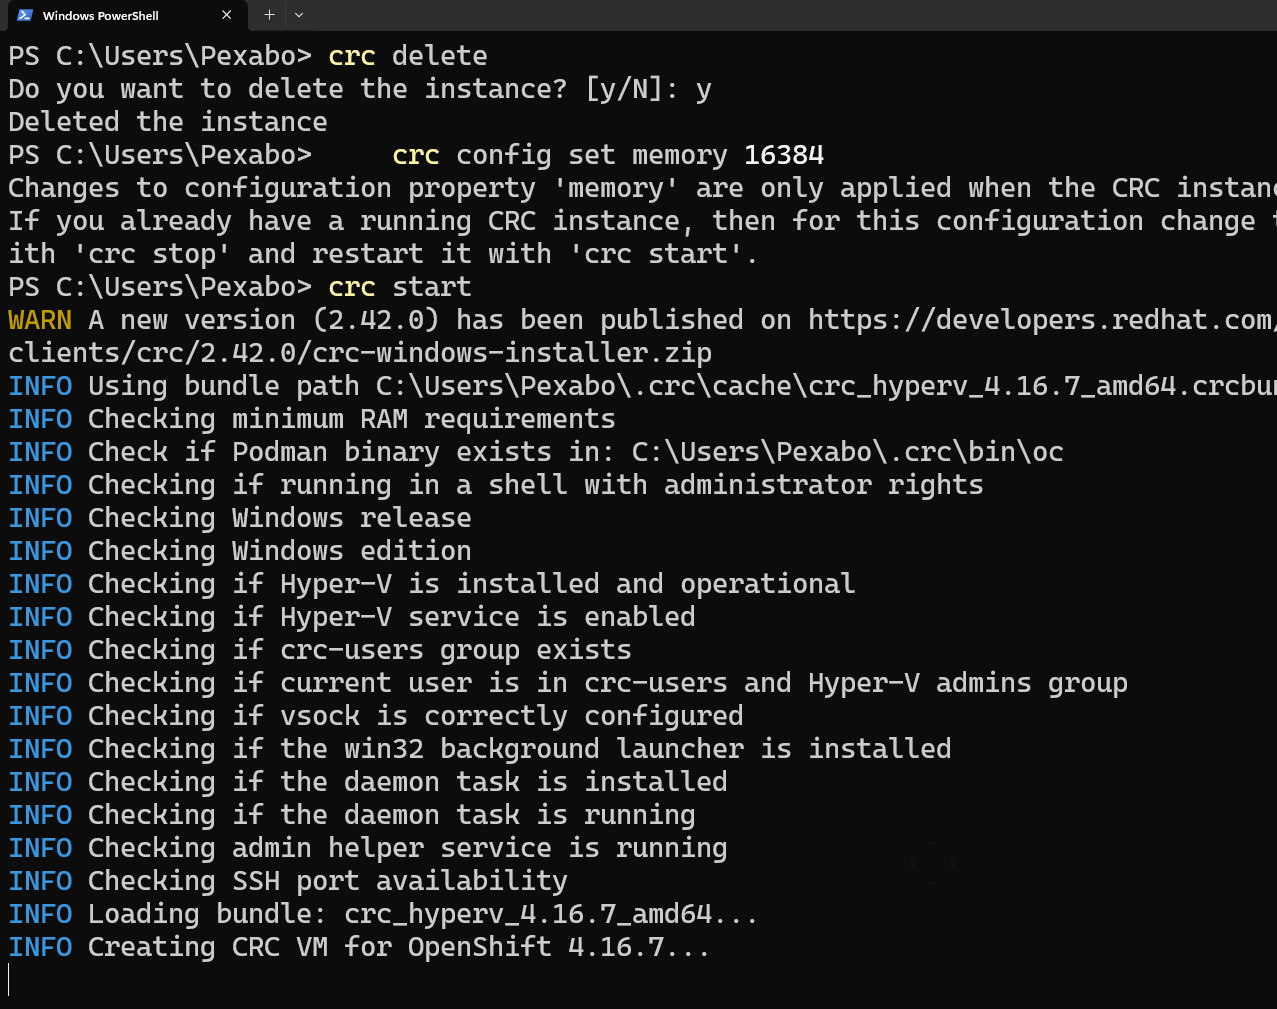 Windows PowerShell
PS C:\Users\Pexabo> crc delete
Do you want to delete the instance? [y/N]: y
Deleted the instance
PS C:\Users\Pexabo>     crc config set memory 16384
Changes to configuration property 'memory' are only applied when the CRC
If you already have a running CRC instance, then for this configuration change
ith 'crc stop' and restart it with 'crc start'.
PS C:\Users\Pexabo> crc start
WARN A new version (2.42.0) has been published on https://developers.redhat.com/
clients/crc/2.42.0/crc-windows-installer.zip
INFO Using bundle path C:\Users\Pexabo\.crc\cache\crc_hyperv_4.16.7_amd64.crcbu
INFO Checking minimum RAM requirements
INFO Check if Podman binary exists in: C:\Users\Pexabo\.crc\bin\oc
INFO Checking if running in a shell with administrator rights
INFO Checking Windows release
INFO Checking Windows edition
INFO Checking if Hyper-V is installed and operational
INFO Checking if Hyper-V service is enabled
INFO Checking if crc-users group exists
INFO Checking if current user is in crc-users and Hyper-V admins group
INFO Checking if vsock is correctly configured
INFO Checking if the win32 background launcher is installed
INFO Checking if the daemon task is installed
INFO Checking if the daemon task is running
INFO Checking admin helper service is running
INFO Checking SSH port availability
INFO Loading bundle: crc_hyperv_4.16.7_amd64...
INFO Creating CRC VM for OpenShift 4.16.7...